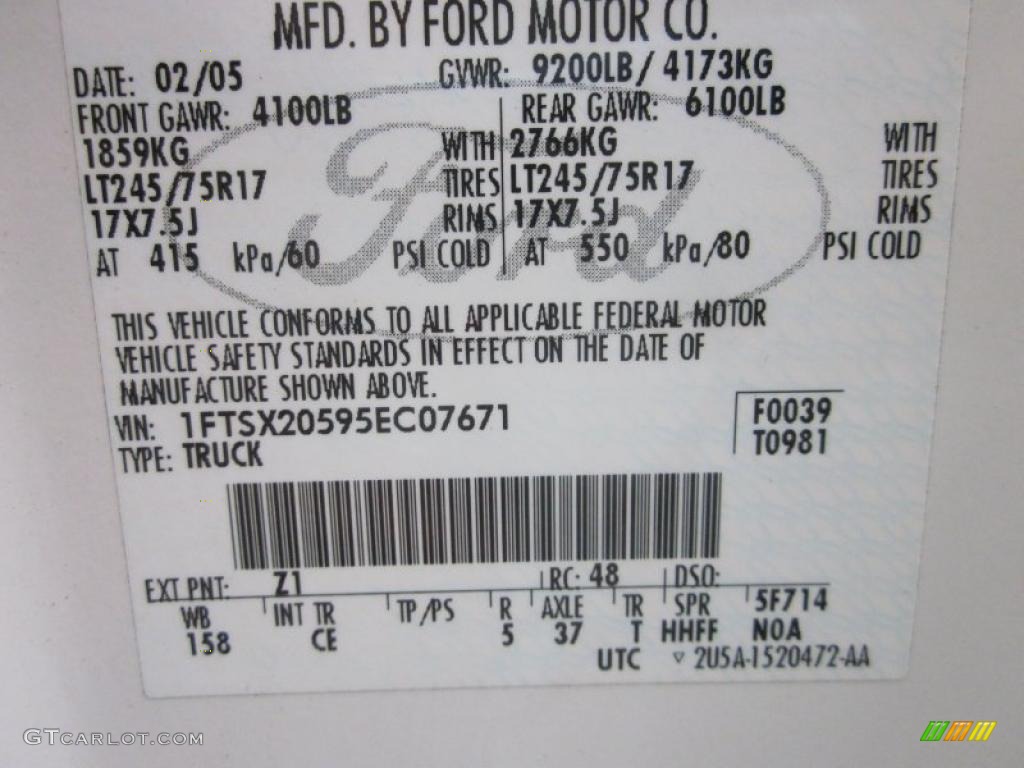 MFD. BY FORD MOTOR CO.
DATE: 02/05 GVWR: 9200LB/ 4173KG
FRONT GAWR: 4100LB REAR GAWR: 6100LB
1859KG WITH 2766KG WITH
LT245/75R17 TIRES LT245/75R17 TIRES
17X7.5J RIMS 17X7.5J RIMS
AT 415 kPa/60 PSI COLD AT 550 kPa/80 PSI COLD
Ford
THIS VEHICLE CONFORMS TO ALL APPLICABLE FEDERAL MOTOR
VEHICLE SAFETY STANDARDS IN EFFECT ON THE DATE OF
MANUFACTURE SHOWN ABOVE.
VIN: 1FTSX20595EC07671 F0039
TYPE: TRUCK T0981
EXT PNT: Z1 RC: 48 DSO:
WB INT TR TP/PS R AXLE TR SPR 5F714
158 CE 5 37 T HHFF N0A
UTC ▽ 2U5A-1520472-AA
GTCARLOT.COM